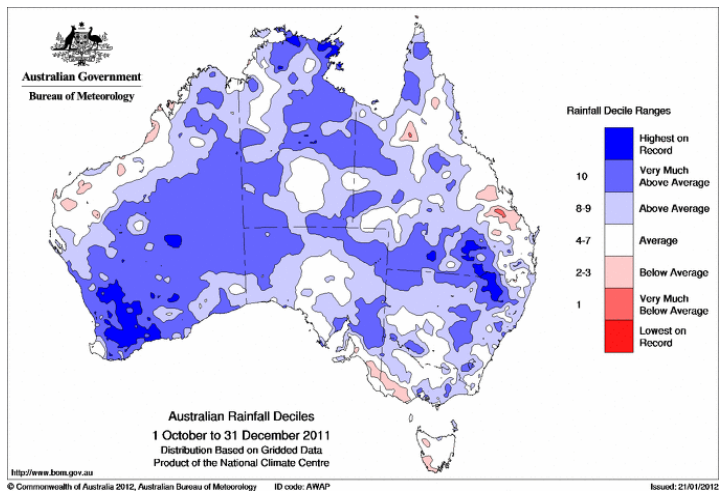 Australian Government
Bureau of Meteorology
Rainfall Decile Ranges
Highest on
Record
10
Very Much
Above Average
8-9
Above Average
4-7
Average
2-3
Below Average
1
Very Much
Below Average
Lowest on
Record
Australian Rainfall Deciles
1 October to 31 December 2011
Distribution Based on Gridded Data
Product of the National Climate Centre
http://www.bom.gov.au
© Commonwealth of Australia 2012, Australian Bureau of Meteorology ID code: AWAP Issued: 21/01/2012